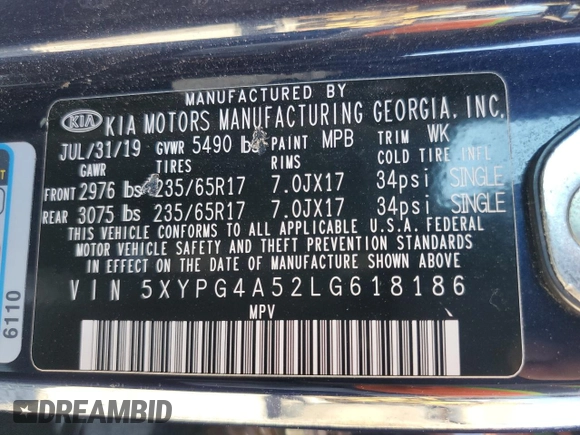 MANUFACTURED BY
KIA KIA MOTORS MANUFACTURING GEORGIA, INC.
JUL/31/19 GVWR 5490 lbs PAINT MPB TRIM WK
GAWR TIRES RIMS COLD TIRE INFL
FRONT 2976 lbs 235/65R17 7.0JX17 34psi SINGLE
REAR 3075 lbs 235/65R17 7.0JX17 34psi SINGLE
THIS VEHICLE CONFORMS TO ALL APPLICABLE U.S.A. FEDERAL
MOTOR VEHICLE SAFETY AND THEFT PREVENTION STANDARDS
IN EFFECT ON THE DATE OF MANUFACTURE SHOWN ABOVE.
VIN 5XYPG4A52LG618186
MPV
6110
DREAMBID